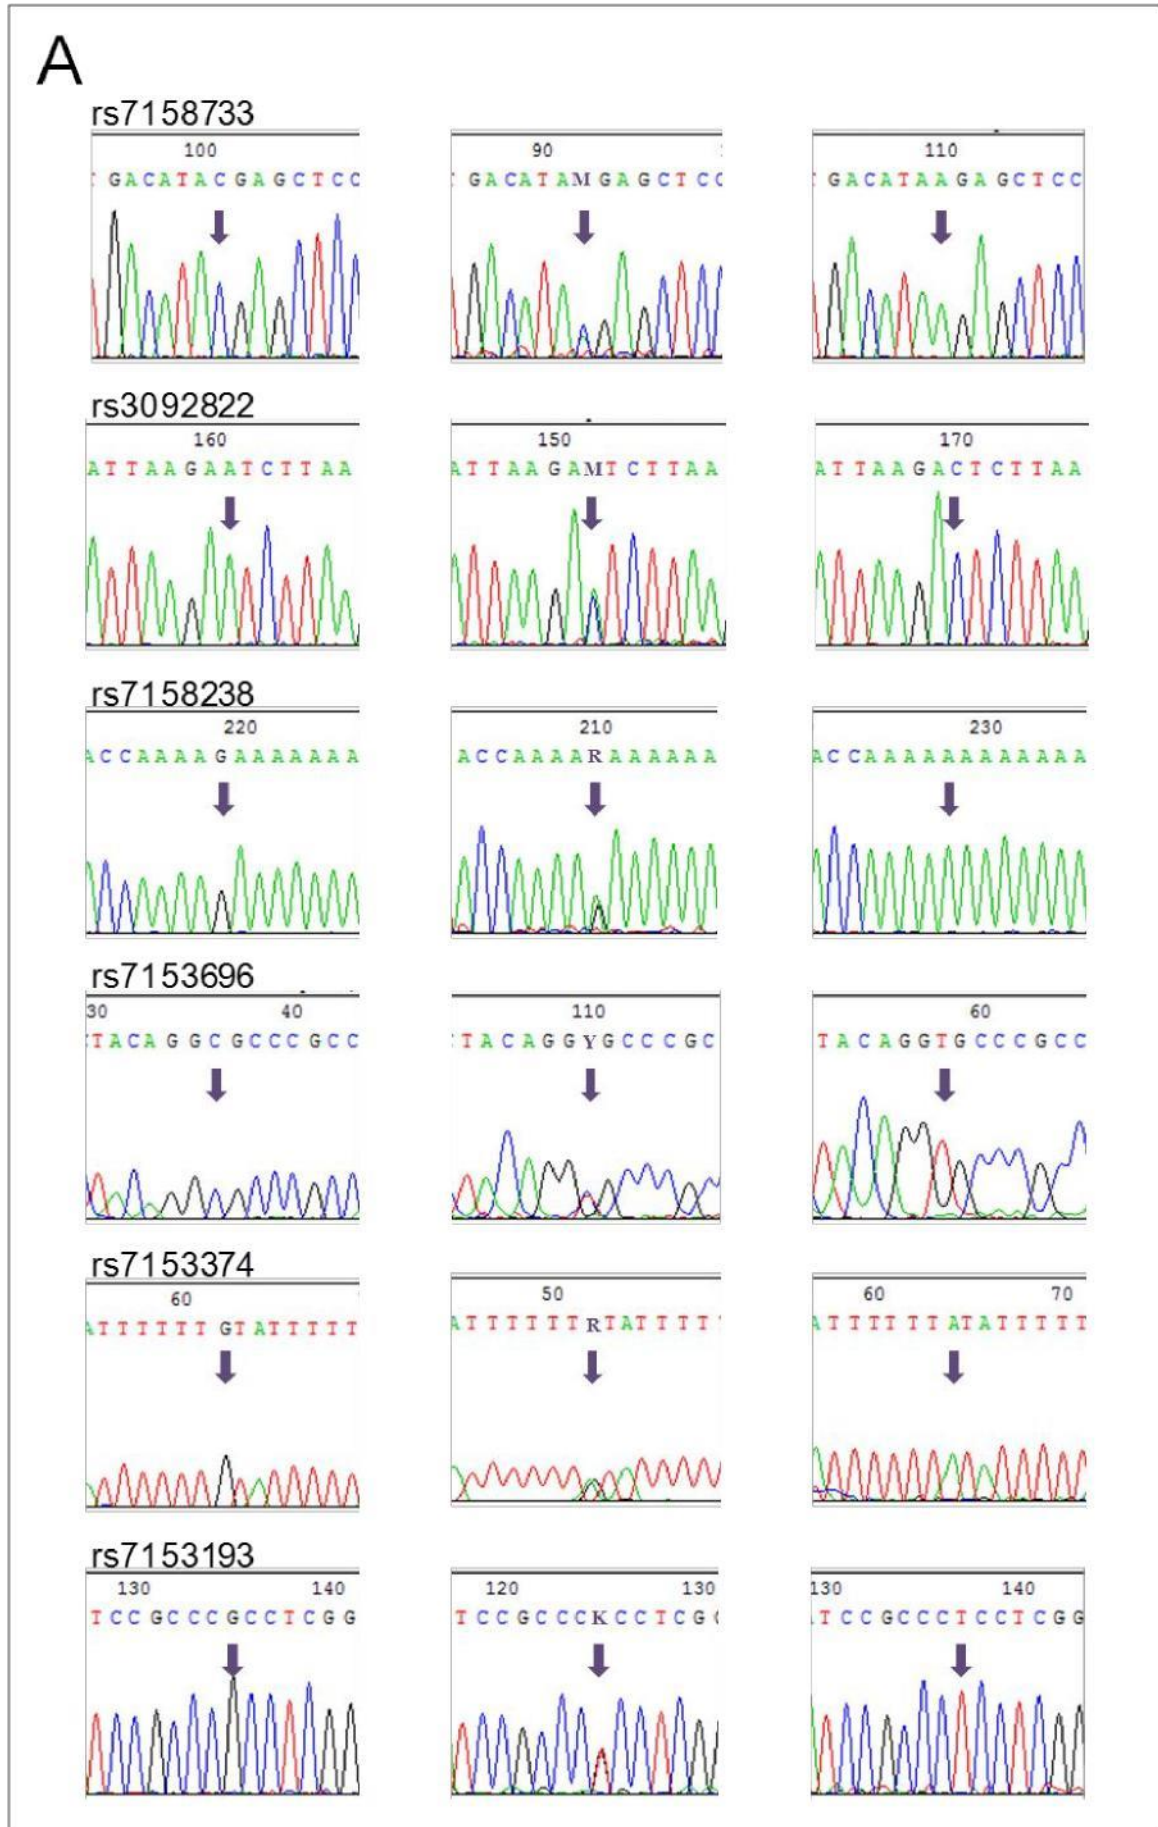 A
rs7158733
100 90 110
GACATACGAGCTCC GACATAMGAGCTCC GACATAAGAGCTCC
rs3092822
160 150 170
ATTAAGAATCTTAA ATTAAGAMTCTTAA ATTAAGACTCTTAA
rs7158238
220 210 230
ACCAAAAGAAAAAAA ACCAAAARAAAAAA ACCAAAAAAAAAAAA
rs7153696
30 40 110 60
TACAGGCGCCCGCC TACAGGYGCCCGC TACAGGTGCCCGCC
rs7153374
60 50 60 70
ATTTTTTGTATTTTT ATTTTTTRTATTTT ATTTTTTATATTTTT
rs7153193
130 140 120 130 130 140
TCCGCCCGCCTCGG TCCGCCCKCCTCG TCCGCCCTCCTCGG